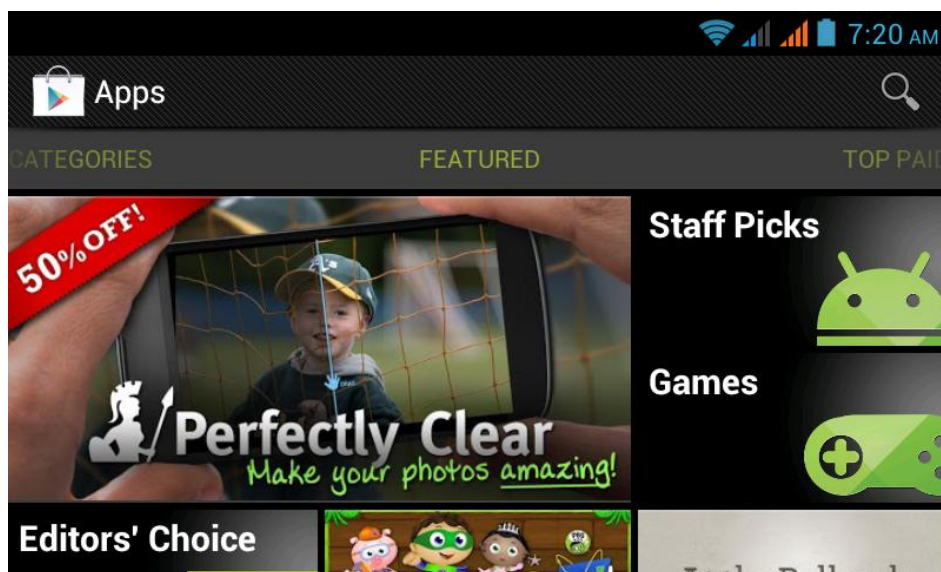 7:20 AM
Apps
CATEGORIES FEATURED TOP PAID
50% OFF!
Staff Picks
A's
Games
Perfectly Clear
Make your photos amazing!
Editors' Choice